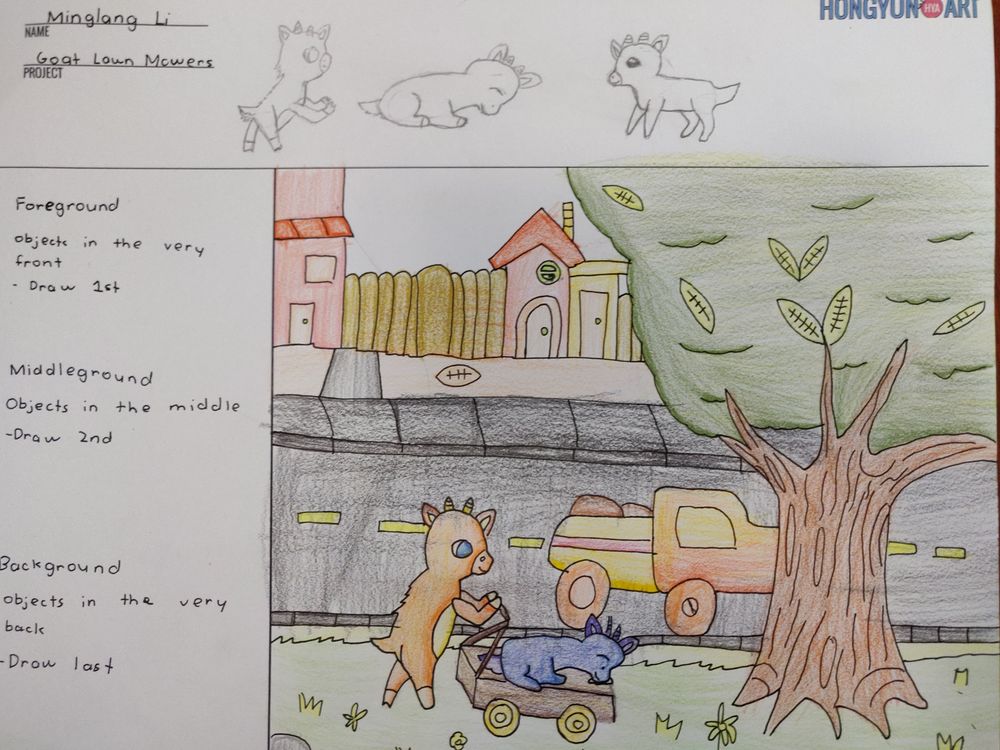 Minglang Li
NAME
Goat Lawn Mowers
PROJECT
HONGYUN HYA ART
Foreground
objects in the very
front
- Draw 1st
Middleground
Objects in the middle
-Draw 2nd
Background
objects in the very
back
-Draw last